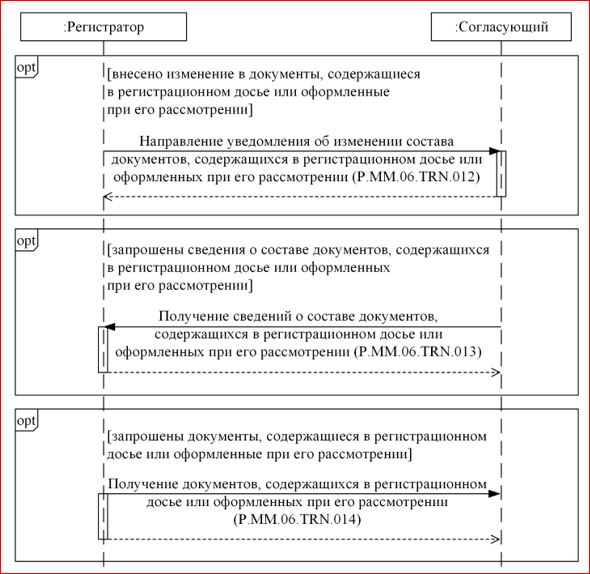 :Регистратор
:Согласующий
opt
[внесено изменение в документы, содержащиеся
в регистрационном досье или оформленные
при его рассмотрении]
Направление уведомления об изменении состава
документов, содержащихся в регистрационном досье или
оформленных при его рассмотрении (P.MM.06.TRN.012)
opt
[запрошены сведения о составе документов, содержащихся
в регистрационном досье или оформленных
при его рассмотрении]
Получение сведений о составе документов,
содержащихся в регистрационном досье или
оформленных при его рассмотрении (P.MM.06.TRN.013)
opt
[запрошены документы, содержащиеся в регистрационном
досье или оформленные при его рассмотрении]
Получение документов, содержащихся в регистрационном
досье или оформленных при его рассмотрении
(P.MM.06.TRN.014)